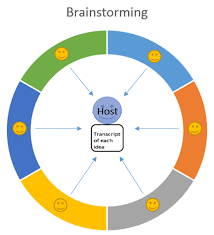 Brainstorming
Host
Transcript
of each
idea